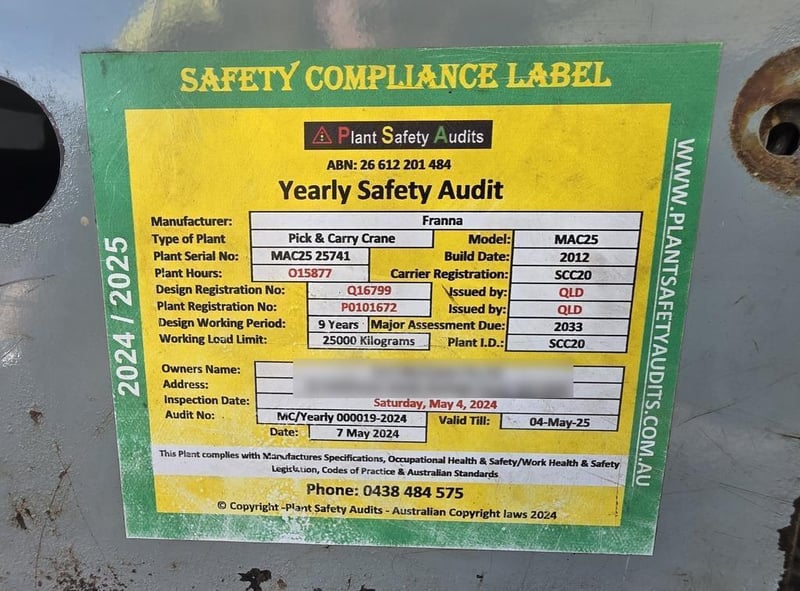 SAFETY COMPLIANCE LABEL
Plant Safety Audits
ABN: 26 612 201 484
Yearly Safety Audit
Manufacturer: Franna
Type of Plant Pick & Carry Crane Model: MAC25
Plant Serial No: MAC25 25741 Build Date: 2012
Plant Hours: O15877 Carrier Registration: SCC20
Design Registration No: Q16799 Issued by: QLD
Plant Registration No: P0101672 Issued by: QLD
Design Working Period: 9 Years Major Assessment Due: 2033
Working Load Limit: 25000 Kilograms Plant I.D.: SCC20
Owners Name:
Address:
Inspection Date: Saturday, May 4, 2024
Audit No: MC/Yearly 000019-2024 Valid Till: 04-May-25
Date: 7 May 2024
This Plant complies with Manufactures Specifications, Occupational Health & Safety/Work Health & Safety
Legislation, Codes of Practice & Australian Standards
Phone: 0438 484 575
© Copyright -Plant Safety Audits - Australian Copyright laws 2024
2024 / 2025
WWW.PLANTSAFETYAUDITS.COM.AU